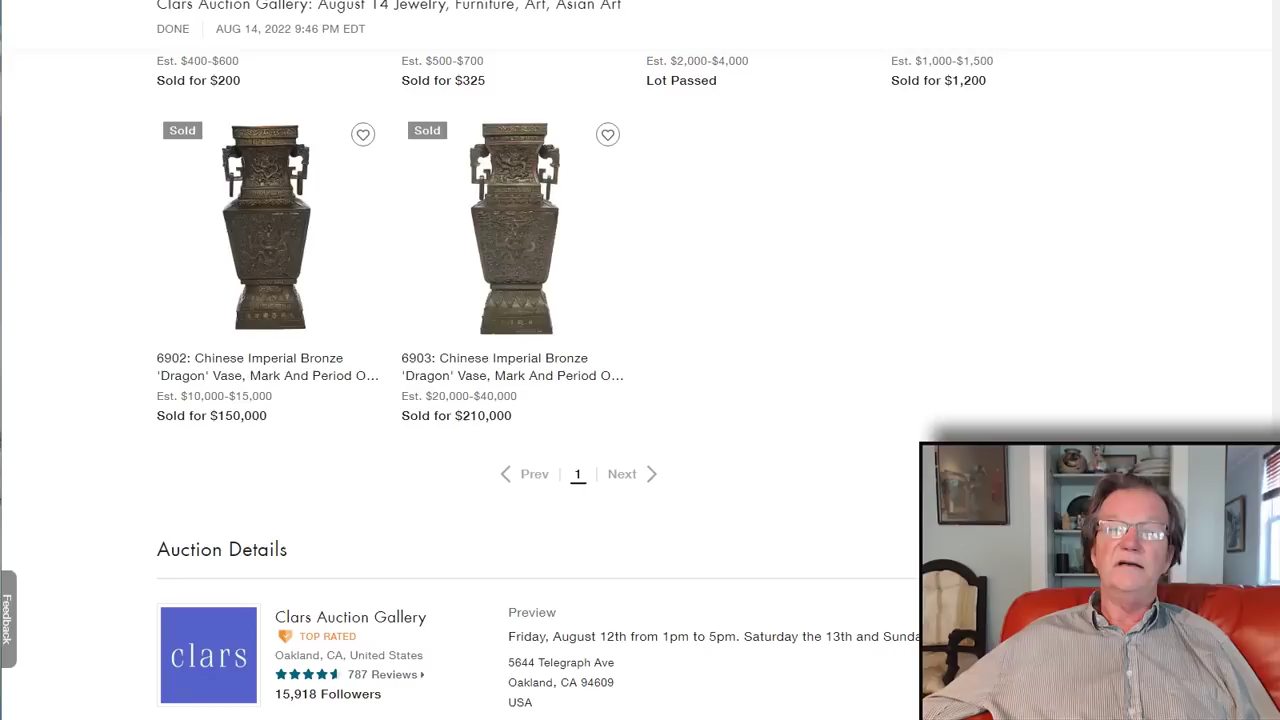 Clars Auction Gallery: August 14 Jewelry, Furniture, Art, Asian Art
DONE AUG 14, 2022 9:46 PM EDT
Est. $400-$600
Sold for $200
Est. $500-$700
Sold for $325
Est. $2,000-$4,000
Lot Passed
Est. $1,000-$1,500
Sold for $1,200
Sold
6902: Chinese Imperial Bronze
'Dragon' Vase, Mark And Period O...
Est. $10,000-$15,000
Sold for $150,000
Sold
6903: Chinese Imperial Bronze
'Dragon' Vase, Mark And Period O...
Est. $20,000-$40,000
Sold for $210,000
Prev 1 Next
Auction Details
clars
Clars Auction Gallery
TOP RATED
Oakland, CA, United States
787 Reviews
15,918 Followers
Preview
Friday, August 12th from 1pm to 5pm. Saturday the 13th and Sunda
5644 Telegraph Ave
Oakland, CA 94609
USA
Feedback